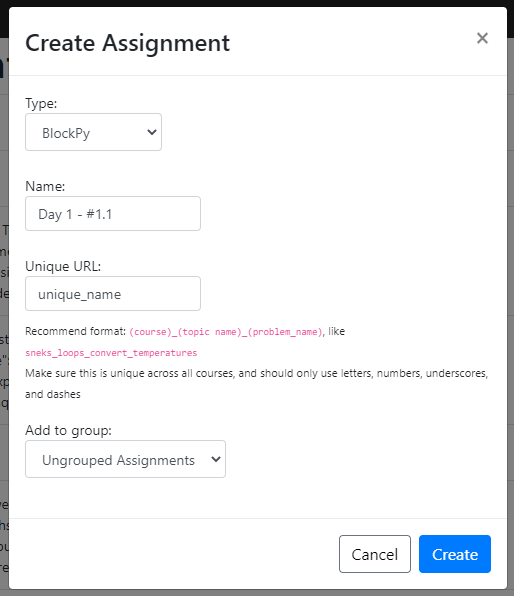 Create Assignment
×
Type:
BlockPy
Name:
Day 1 - #1.1
Unique URL:
unique_name
Recommend format: (course)_(topic name)_(problem_name), like
sneks_loops_convert_temperatures
Make sure this is unique across all courses, and should only use letters, numbers, underscores,
and dashes
Add to group:
Ungrouped Assignments
Cancel Create